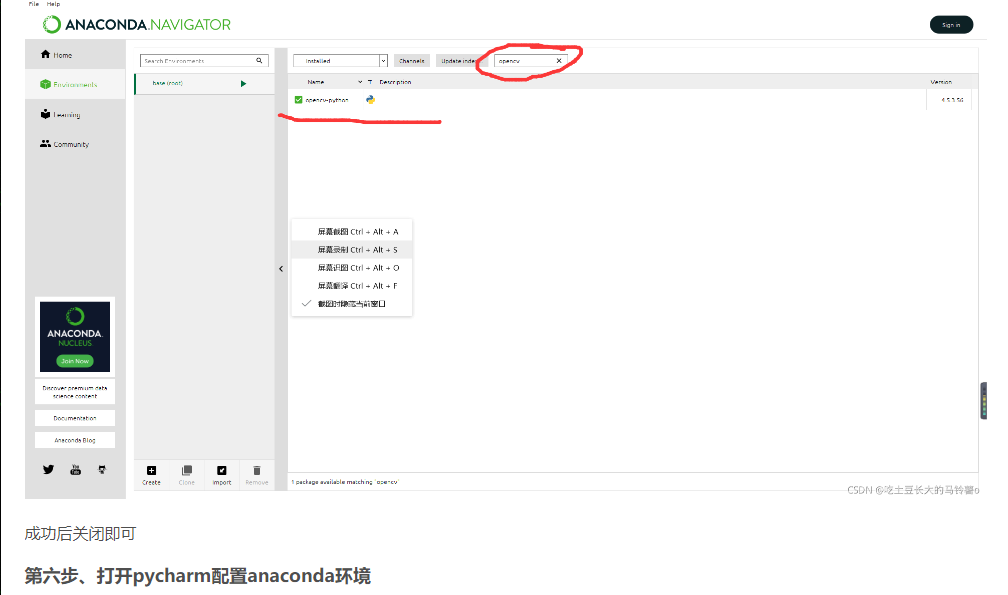 File Help
ANACONDA.NAVIGATOR
Sign in
Home
Environments
Learning
Community
Search Environments
base (root)
Installed
Channels
Update index
opencv
Name
T
Description
Version
opencv-python
4.5.3.56
屏幕截图 Ctrl + Alt + A
屏幕录制 Ctrl + Alt + S
屏幕识图 Ctrl + Alt + O
屏幕翻译 Ctrl + Alt + F
截图时隐藏当前窗口
ANACONDA.
NUCLEUS.
Join Now
Discover premium data
science content
Documentation
Anaconda Blog
You
Tube
Create
Clone
Import
Remove
1 package available matching "opencv"
CSDN @吃土豆长大的马铃薯o
成功后关闭即可
第六步、打开pycharm配置anaconda环境